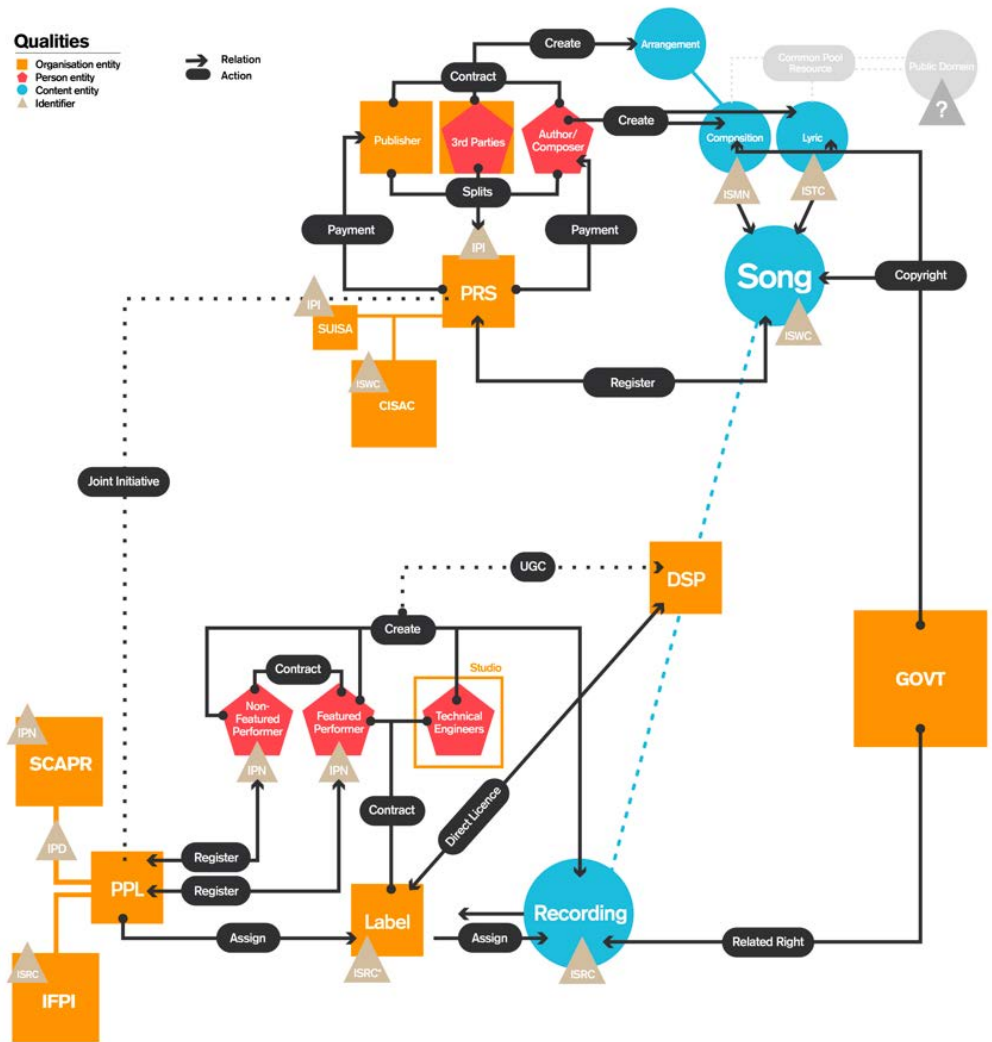 Qualities
Organisation entity
Person entity
Content entity
Identifier
Relation
Action
Create
Arrangement
Contract
Common Pool
Resource
Public Domain
?
Publisher
3rd Parties
Author/
Composer
Create
Composition
Lyric
ISMN
ISTC
Splits
Payment
Payment
IPI
PRS
Song
Copyright
IPI
SUISA
ISWC
ISWC
CISAC
Register
Joint Initiative
UGC
DSP
Create
Contract
Studio
Non-
Featured
Performer
Featured
Performer
Technical
Engineers
GOVT
IPN
SCAPR
IPN
IPN
Contract
Direct Licence
IPD
Register
PPL
Register
Label
Recording
Assign
Assign
Related Right
ISRC
ISRC*
ISRC
IFPI